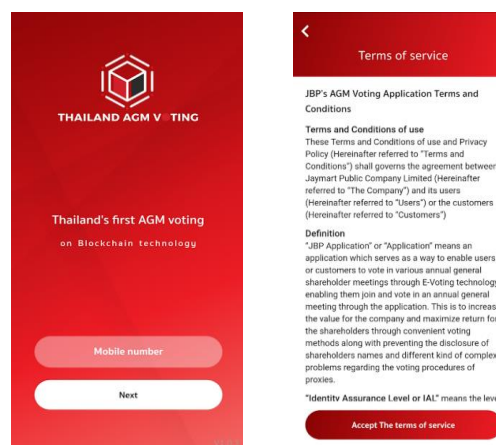 THAILAND AGM V TING
Thailand's first AGM voting
on Blockchain technology
Mobile number
Next
Terms of service
JBP's AGM Voting Application Terms and
Conditions
Terms and Conditions of use
These Terms and Conditions of use and Privacy
Policy (Hereinafter referred to "Terms and
Conditions") shall governs the agreement between
Jaymart Public Company Limited (Hereinafter
referred to "The Company") and its users
(Hereinafter referred to "Users") or the customers
(Hereinafter referred to "Customers")
Definition
"JBP Application" or "Application" means an
application which serves as a way to enable users
or customers to vote in various annual general
shareholder meetings through E-Voting technology
enabling them join and vote in an annual general
meeting through the application. This is to increas
the value for the company and maximize return for
the shareholders through convenient voting
methods along with preventing the disclosure of
shareholders names and different kind of complex
problems regarding the voting procedures of
proxies.
"Identity Assurance Level or IAL" means the leve
Accept The terms of service